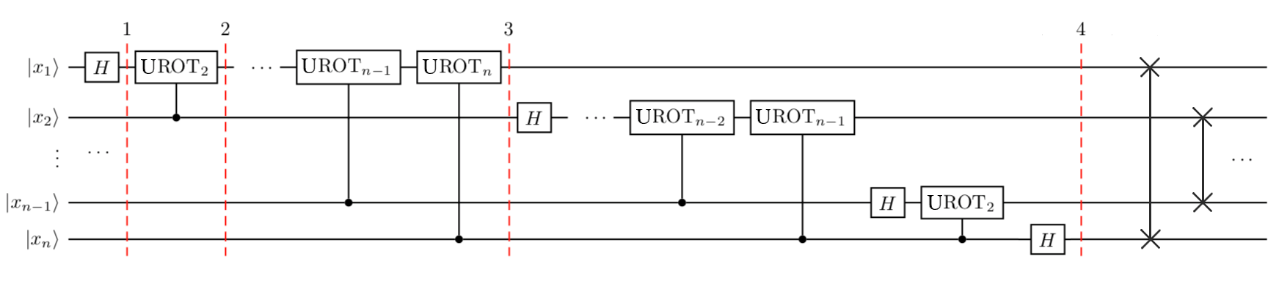 1 2 3 4
|x₁⟩ H UROT₂ ··· UROTₙ₋₁ UROTₙ
|x₂⟩ H ··· UROTₙ₋₂ UROTₙ₋₁
⋮ ··· ···
|xₙ₋₁⟩ H UROT₂
|xₙ⟩ H